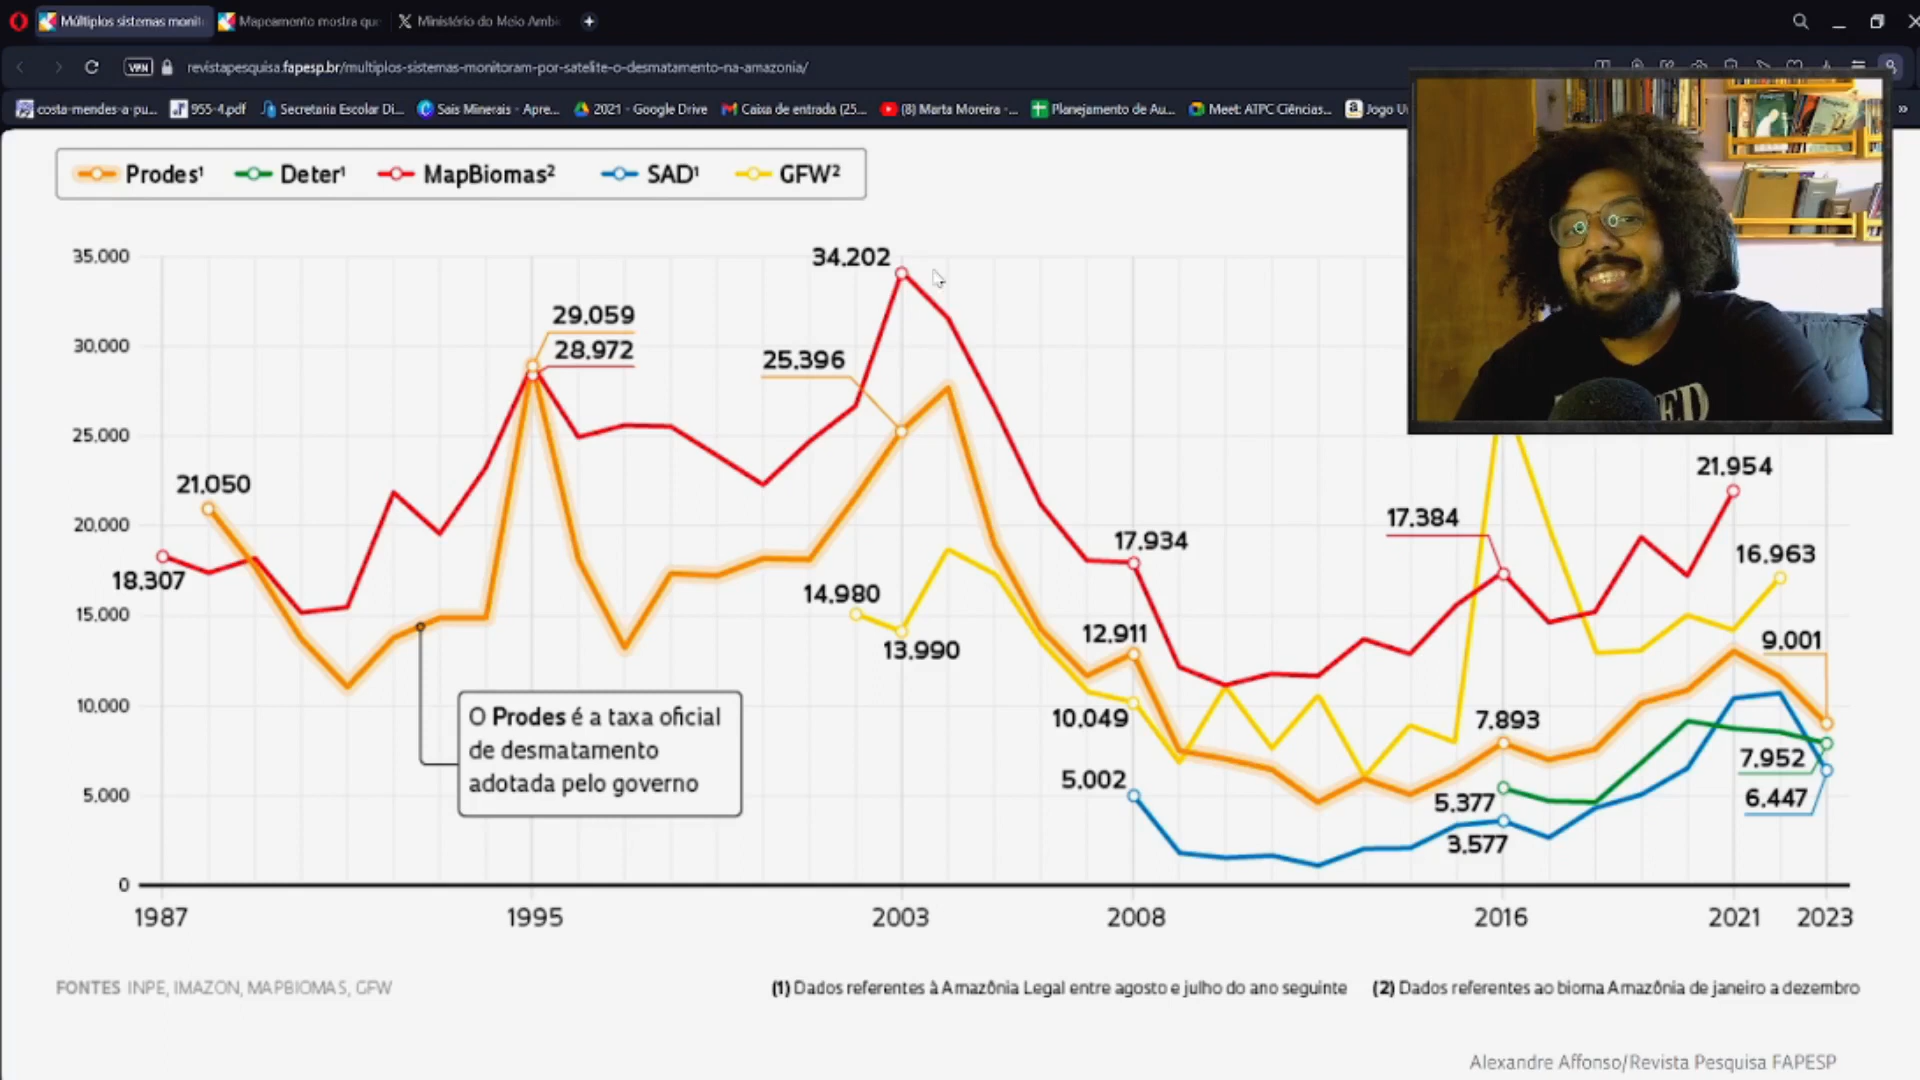 Múltiplos sistemas monit
Mapeamento mostra que
Ministério do Meio Ambi
VPN
revistapesquisa.fapesp.br/multiplos-sistemas-monitoram-por-satelite-o-desmatamento-na-amazonia/
costa-mendes-a-pu...
955-4.pdf
Secretaria Escolar Di...
Sais Minerais - Apre...
2021 - Google Drive
Caixa de entrada (25...
(8) Marta Moreira -...
Planejamento de Au...
Meet: ATPC Ciências...
Jogo U
Prodes¹
Deter¹
MapBiomas²
SAD¹
GFW²
35.000
30.000
25.000
20.000
15.000
10.000
5.000
0
34.202
29.059
28.972
25.396
21.050
18.307
14.980
13.990
17.934
12.911
10.049
5.002
17.384
7.893
5.377
3.577
21.954
16.963
9.001
7.952
6.447
O Prodes é a taxa oficial
de desmatamento
adotada pelo governo
1987
1995
2003
2008
2016
2021
2023
FONTES INPE, IMAZON, MAPBIOMAS, GFW
(1) Dados referentes à Amazônia Legal entre agosto e julho do ano seguinte
(2) Dados referentes ao bioma Amazônia de janeiro a dezembro
Alexandre Affonso/Revista Pesquisa FAPESP